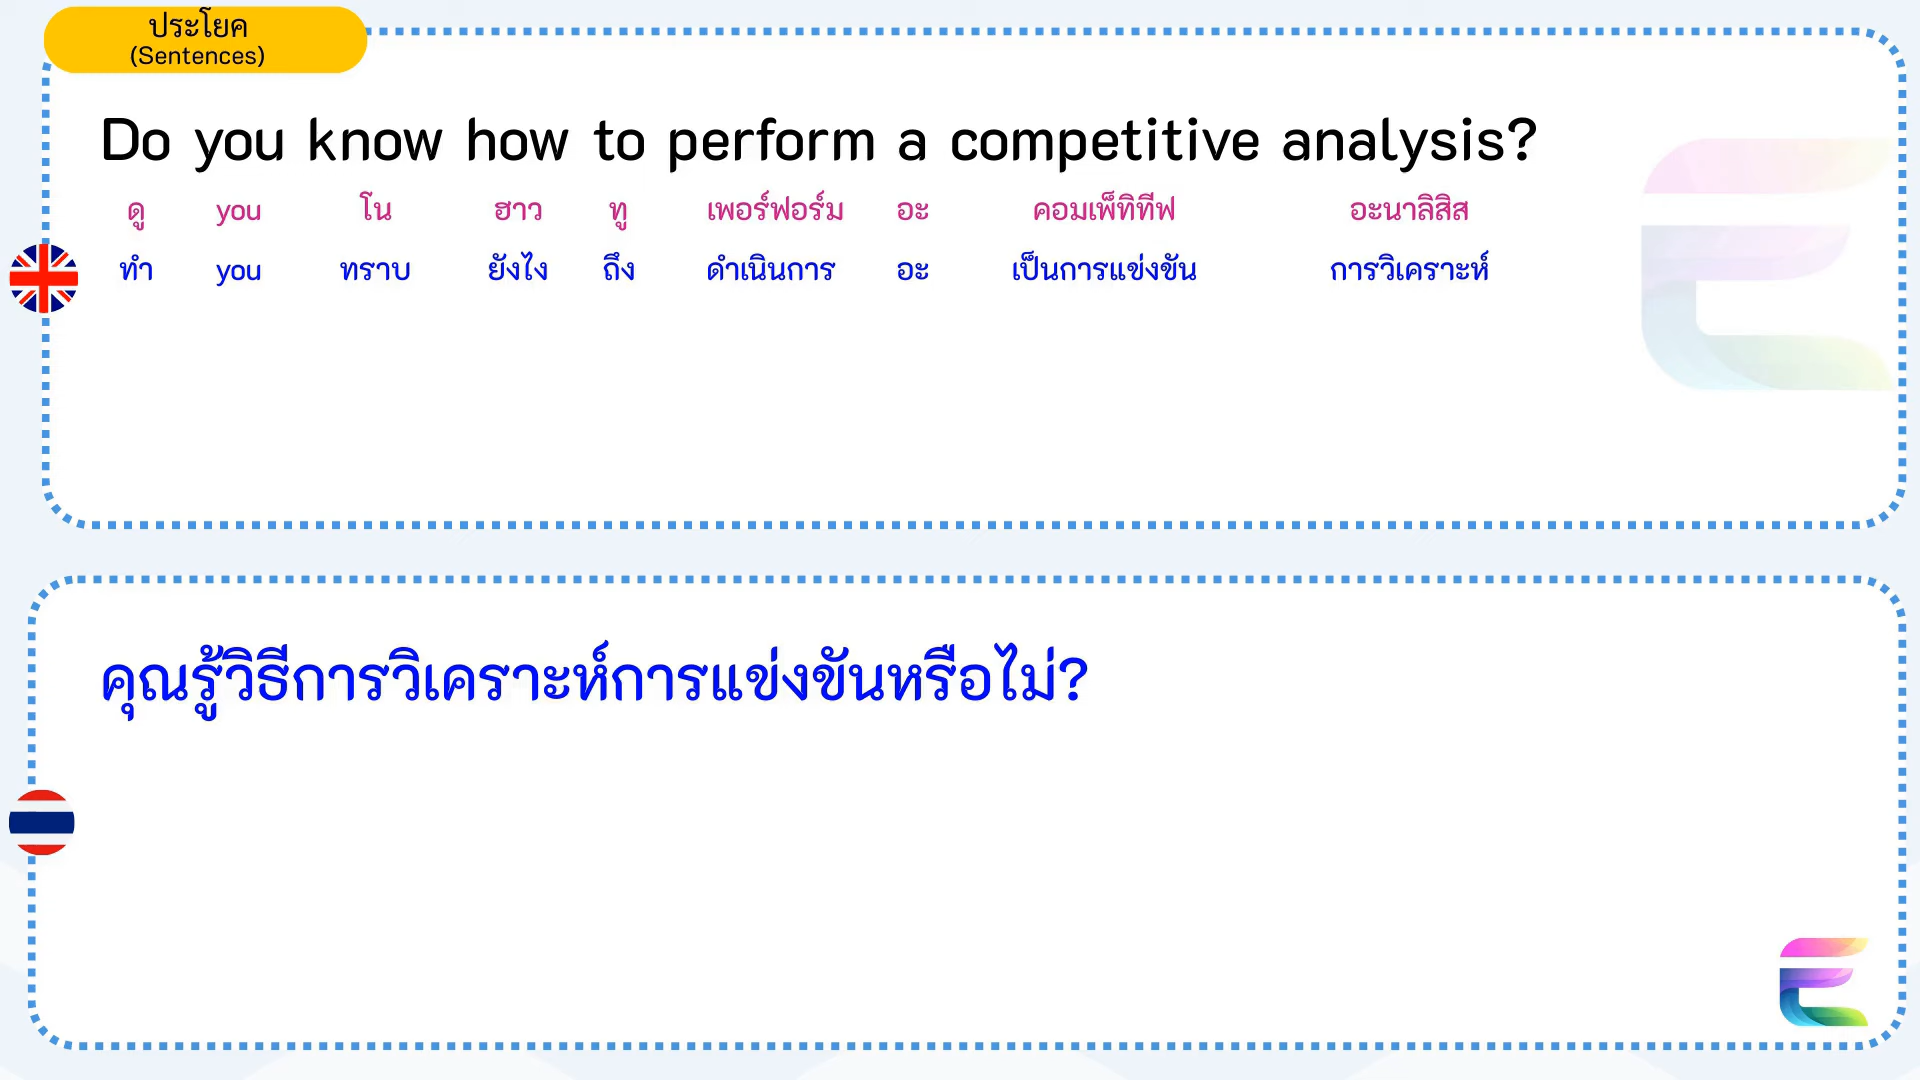 ประโยค
(Sentences)
Do you know how to perform a competitive analysis?
ดู you โน ฮาว ทู เพอร์ฟอร์ม อะ คอมเพ็ทิทีฟ อะนาลิสิส
ทำ you ทราบ ยังไง ถึง ดำเนินการ อะ เป็นการแข่งขัน การวิเคราะห์
คุณรู้วิธีการวิเคราะห์การแข่งขันหรือไม่?